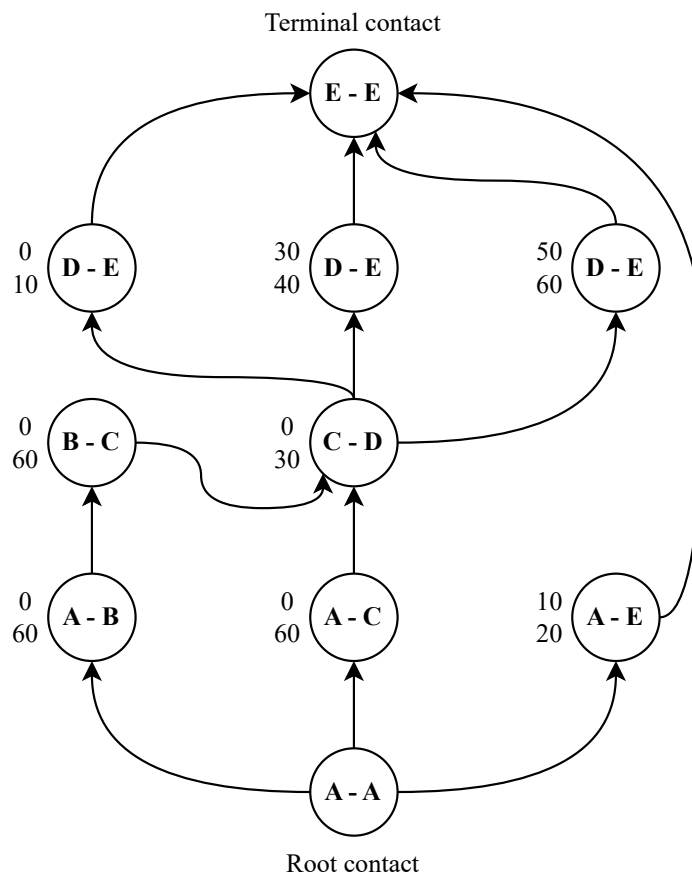 Terminal contact
E - E
0
10
D - E
30
40
D - E
50
60
D - E
0
60
B - C
0
30
C - D
0
60
A - B
0
60
A - C
10
20
A - E
A - A
Root contact